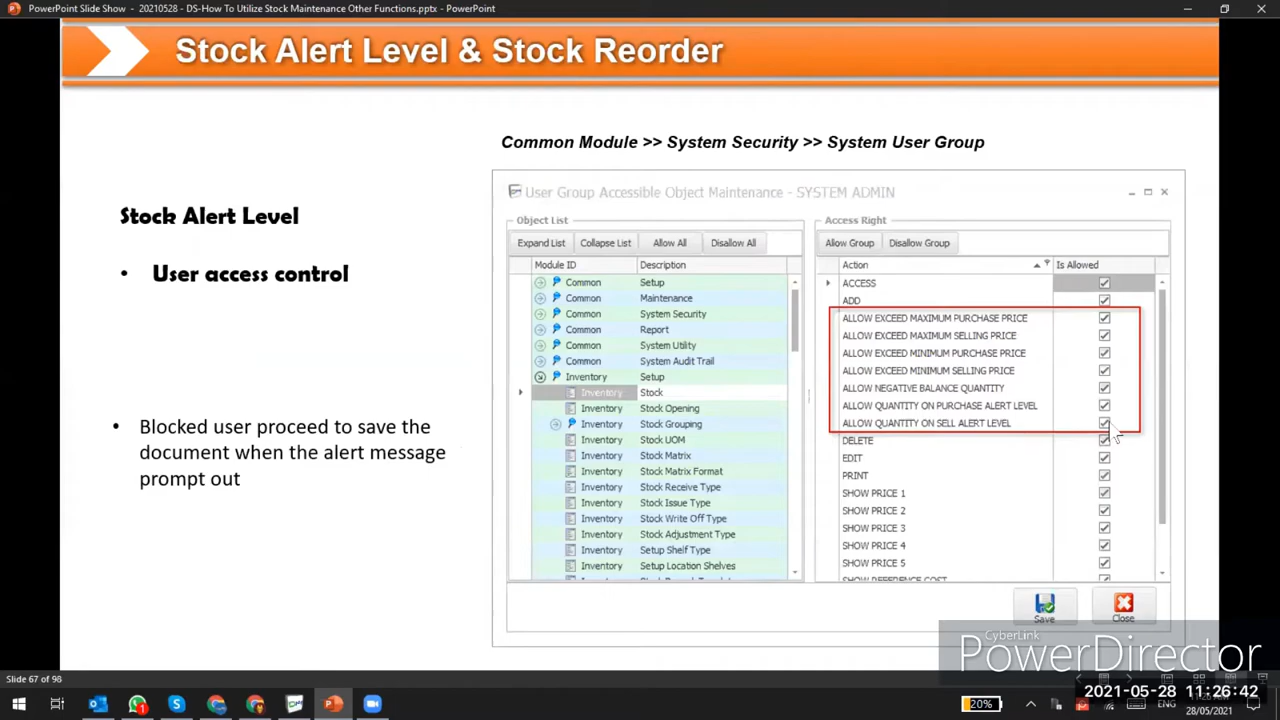 PowerPoint Slide Show - 20210528 - DS-How To Utilize Stock Maintenance Other Functions.pptx - PowerPoint
Stock Alert Level & Stock Reorder
Common Module >> System Security >> System User Group
Stock Alert Level
• User access control
• Blocked user proceed to save the
document when the alert message
prompt out
User Group Accessible Object Maintenance - SYSTEM ADMIN
Object List
Expand List Collapse List Allow All Disallow All
Module ID Description
Common Setup
Common Maintenance
Common System Security
Common Report
Common System Utility
Common System Audit Trail
Inventory Setup
Inventory Stock
Inventory Stock Opening
Inventory Stock Grouping
Inventory Stock UOM
Inventory Stock Matrix
Inventory Stock Matrix Format
Inventory Stock Receive Type
Inventory Stock Issue Type
Inventory Stock Write Off Type
Inventory Stock Adjustment Type
Inventory Setup Shelf Type
Inventory Setup Location Shelves
Access Right
Allow Group Disallow Group
Action Is Allowed
ACCESS
ADD
ALLOW EXCEED MAXIMUM PURCHASE PRICE
ALLOW EXCEED MAXIMUM SELLING PRICE
ALLOW EXCEED MINIMUM PURCHASE PRICE
ALLOW EXCEED MINIMUM SELLING PRICE
ALLOW NEGATIVE BALANCE QUANTITY
ALLOW QUANTITY ON PURCHASE ALERT LEVEL
ALLOW QUANTITY ON SELL ALERT LEVEL
DELETE
EDIT
PRINT
SHOW PRICE 1
SHOW PRICE 2
SHOW PRICE 3
SHOW PRICE 4
SHOW PRICE 5
SHOW REFERENCE COST
Save Close
CyberLink
PowerDirector
Slide 67 of 98
2021-05-28 11:26:42
20%
ENG
28/05/2021